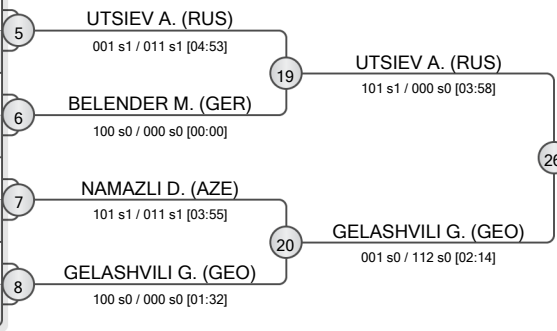 5
UTSIEV A. (RUS)
001 s1 / 011 s1 [04:53]
19
UTSIEV A. (RUS)
101 s1 / 000 s0 [03:58]
6
BELENDER M. (GER)
100 s0 / 000 s0 [00:00]
26
7
NAMAZLI D. (AZE)
101 s1 / 011 s1 [03:55]
20
GELASHVILI G. (GEO)
001 s0 / 112 s0 [02:14]
8
GELASHVILI G. (GEO)
100 s0 / 000 s0 [01:32]